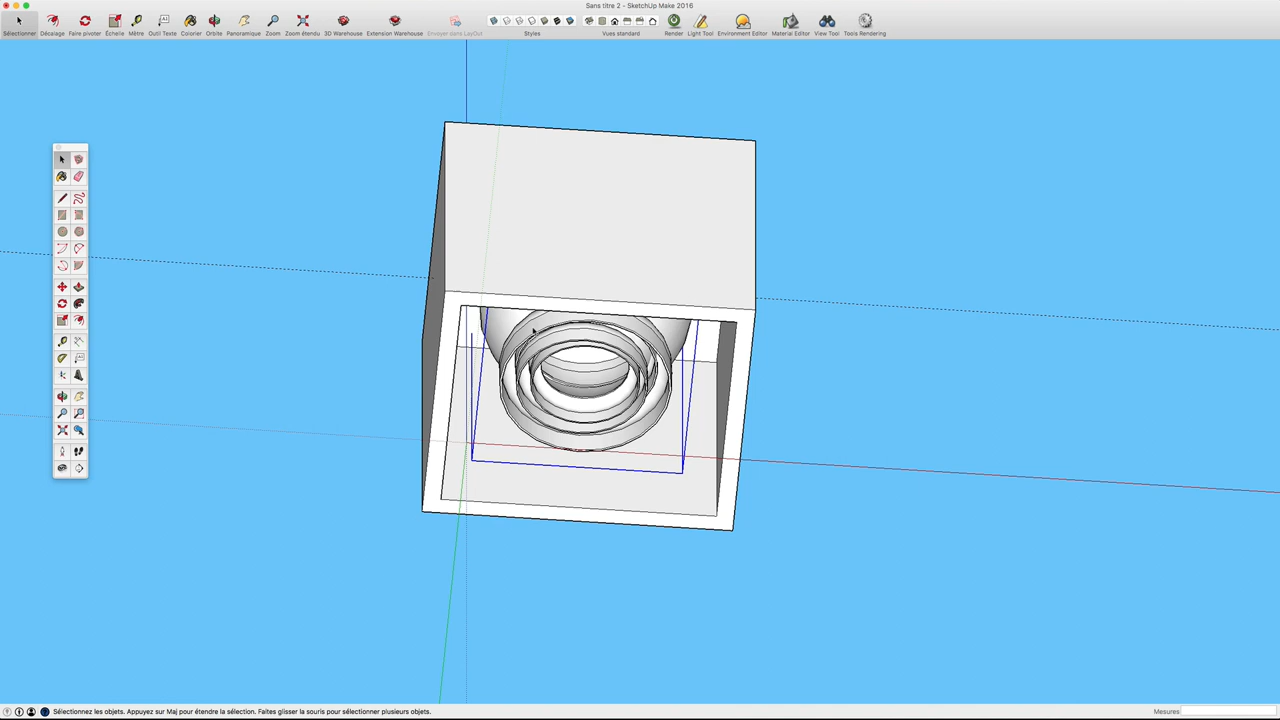 Sans titre 2 - SketchUp Make 2016
Sélectionner Décalage Faire pivoter Échelle Mètre Outil Texte Colorier Orbite Panoramique Zoom Zoom étendu 3D Warehouse Extension Warehouse Envoyer dans LayOut Styles Vues standard Render Light Tool Environment Editor Material Editor View Tool Tools Rendering
Sélectionnez les objets. Appuyez sur Maj pour étendre la sélection. Faites glisser la souris pour sélectionner plusieurs objets.
Mesures